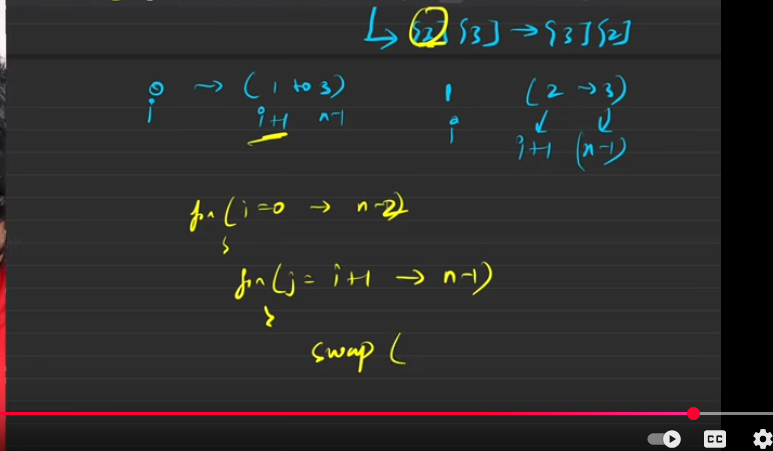 ↳ [2] [3] → [3] [2]
0 → (1 to 3)    1    (2 → 3)
i    i+1    n-1    i    i+1    (n-1)
for (i=0 → n-2)
{
for (j = i+1 → n-1)
{
swap (
CC